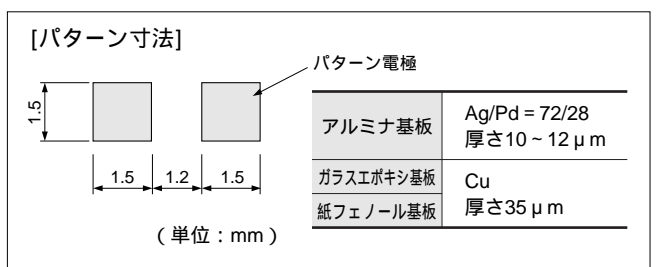 [パターン寸法]
パターン電極
1.5
1.5
1.2
1.5
(単位：mm)
アルミナ基板
Ag/Pd = 72/28
厚さ10 ~ 12 μ m
ガラスエポキシ基板
紙フェノール基板
Cu
厚さ35 μ m